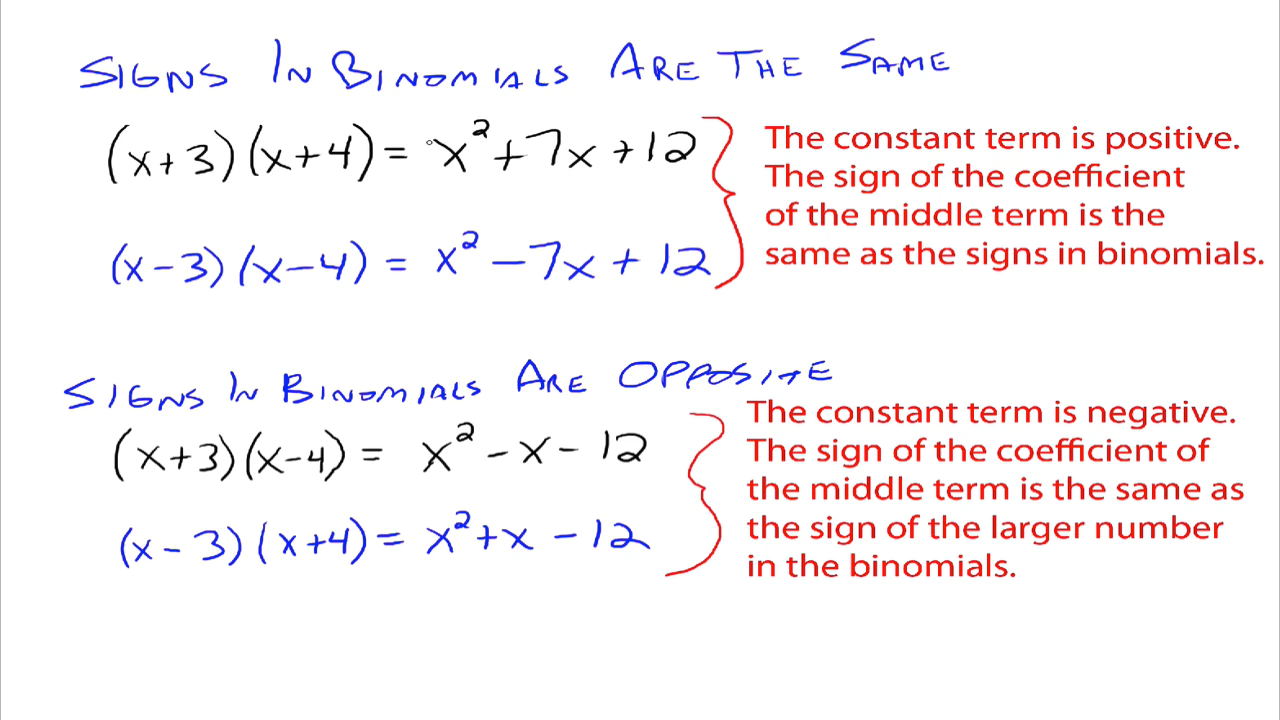 SIGNS IN BINOMIALS ARE THE SAME
(x+3)(x+4) = x²+7x+12
(x-3)(x-4) = x²-7x+12
The constant term is positive.
The sign of the coefficient
of the middle term is the
same as the signs in binomials.
SIGNS IN BINOMIALS ARE OPPOSITE
(x+3)(x-4) = x²-x-12
(x-3)(x+4) = x²+x-12
The constant term is negative.
The sign of the coefficient of
the middle term is the same as
the sign of the larger number
in the binomials.